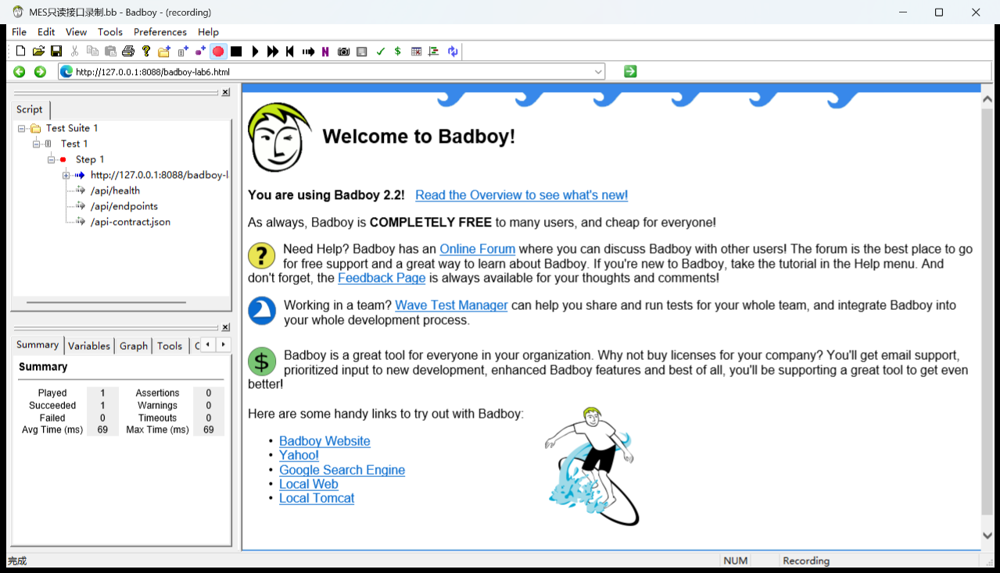 MES只读接口录制.bb - Badboy - (recording)
File Edit View Tools Preferences Help
N $
http://127.0.0.1:8088/badboy-lab6.html
Script
Test Suite 1
Test 1
Step 1
http://127.0.0.1:8088/badboy-l
/api/health
/api/endpoints
/api-contract.json
Summary Variables Graph Tools
Summary
Played 1 Assertions 0
Succeeded 1 Warnings 0
Failed 0 Timeouts 0
Avg Time (ms) 69 Max Time (ms) 69
Welcome to Badboy!
You are using Badboy 2.2! Read the Overview to see what's new!
As always, Badboy is COMPLETELY FREE to many users, and cheap for everyone!
? Need Help? Badboy has an Online Forum where you can discuss Badboy with other users! The forum is the best place to go
for free support and a great way to learn about Badboy. If you're new to Badboy, take the tutorial in the Help menu. And
don't forget, the Feedback Page is always available for your thoughts and comments!
Working in a team? Wave Test Manager can help you share and run tests for your whole team, and integrate Badboy into
your whole development process.
$ Badboy is a great tool for everyone in your organization. Why not buy licenses for your company? You'll get email support,
prioritized input to new development, enhanced Badboy features and best of all, you'll be supporting a great tool to get even
better!
Here are some handy links to try out with Badboy:
• Badboy Website
• Yahoo!
• Google Search Engine
• Local Web
• Local Tomcat
完成 NUM Recording